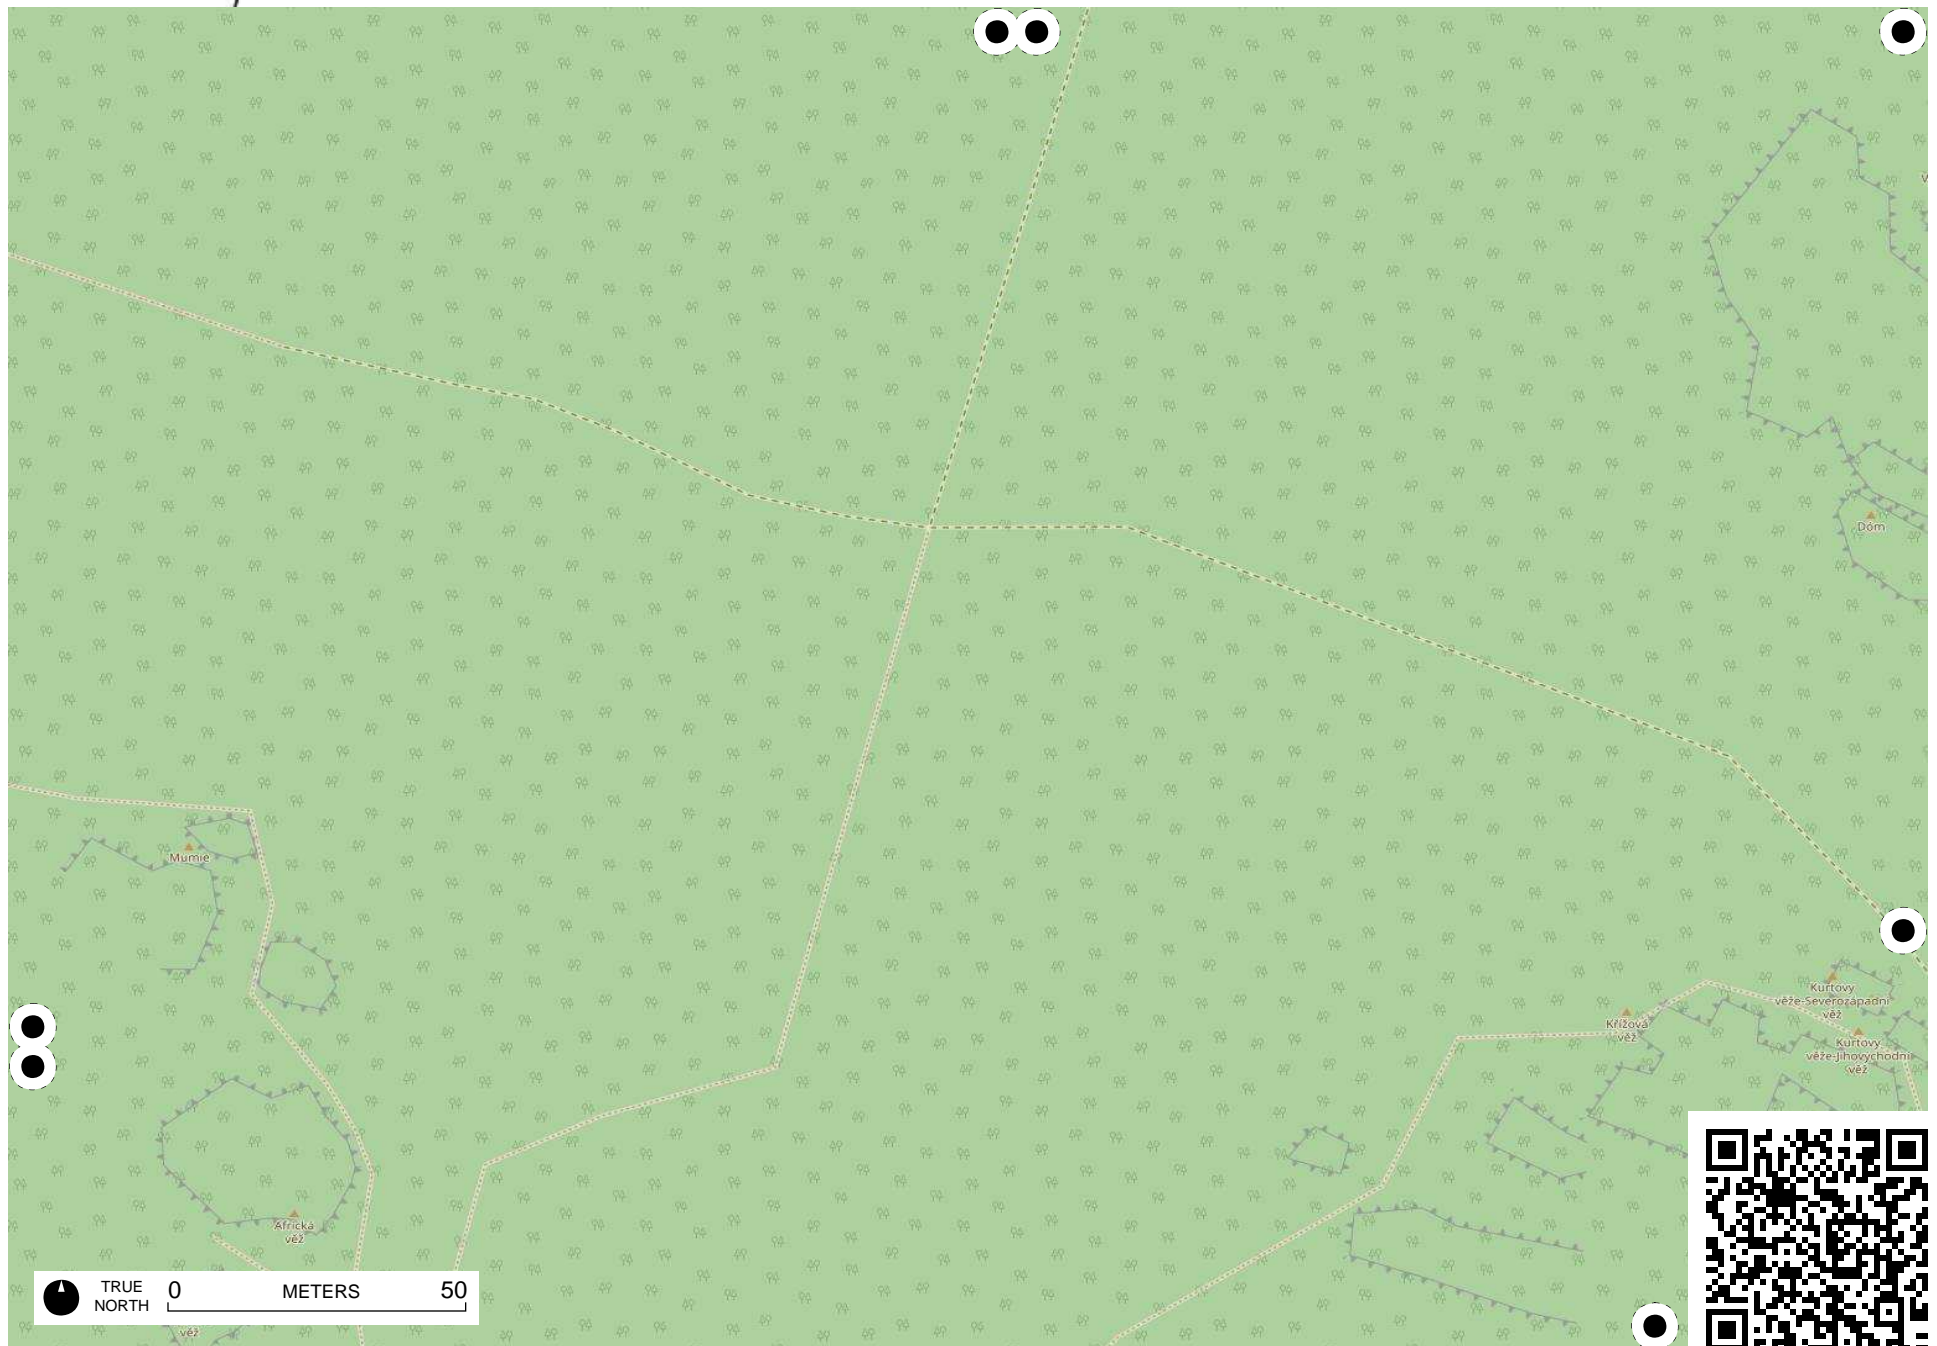 Dóm
Mumie
Kurtovy
věže-Severozápadní
věž
Křížová
věž
Kurtovy
věže-Jihovýchodní
věž
Africká
věž
TRUE
NORTH
0
METERS
50
věž